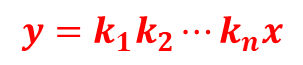 y = k₁k₂ ⋯ kₙx